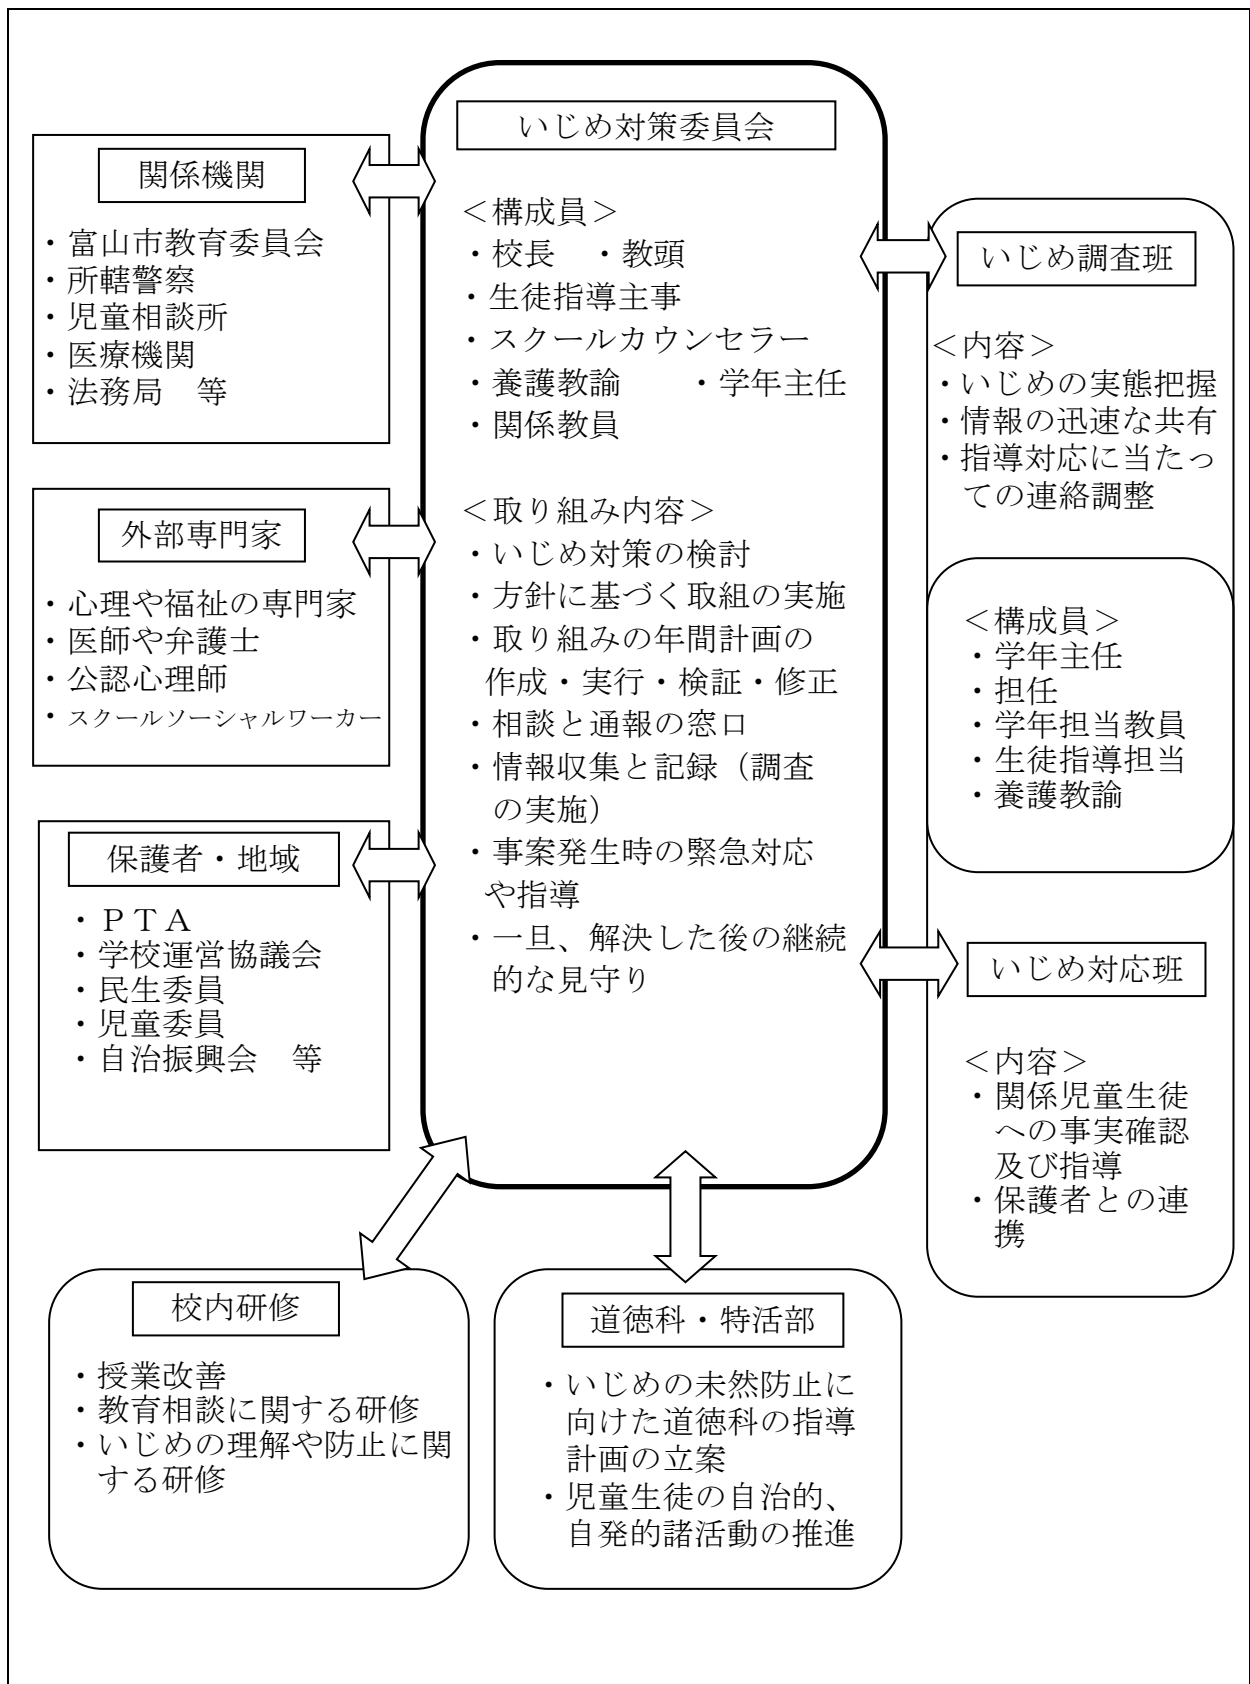 いじめ対策委員会
＜構成員＞
・校長　・教頭
・生徒指導主事
・スクールカウンセラー
・養護教諭　　・学年主任
・関係教員
＜取り組み内容＞
・いじめ対策の検討
・方針に基づく取組の実施
・取り組みの年間計画の
作成・実行・検証・修正
・相談と通報の窓口
・情報収集と記録（調査
の実施）
・事案発生時の緊急対応
や指導
・一旦、解決した後の継続
的な見守り
関係機関
・富山市教育委員会
・所轄警察
・児童相談所
・医療機関
・法務局　等
外部専門家
・心理や福祉の専門家
・医師や弁護士
・公認心理師
・スクールソーシャルワーカー
保護者・地域
・ＰＴＡ
・学校運営協議会
・民生委員
・児童委員
・自治振興会　等
いじめ調査班
＜内容＞
・いじめの実態把握
・情報の迅速な共有
・指導対応に当たっ
ての連絡調整
＜構成員＞
・学年主任
・担任
・学年担当教員
・生徒指導担当
・養護教諭
いじめ対応班
＜内容＞
・関係児童生徒
への事実確認
及び指導
・保護者との連
携
校内研修
・授業改善
・教育相談に関する研修
・いじめの理解や防止に関
する研修
道徳科・特活部
・いじめの未然防止に
向けた道徳科の指導
計画の立案
・児童生徒の自治的、
自発的諸活動の推進